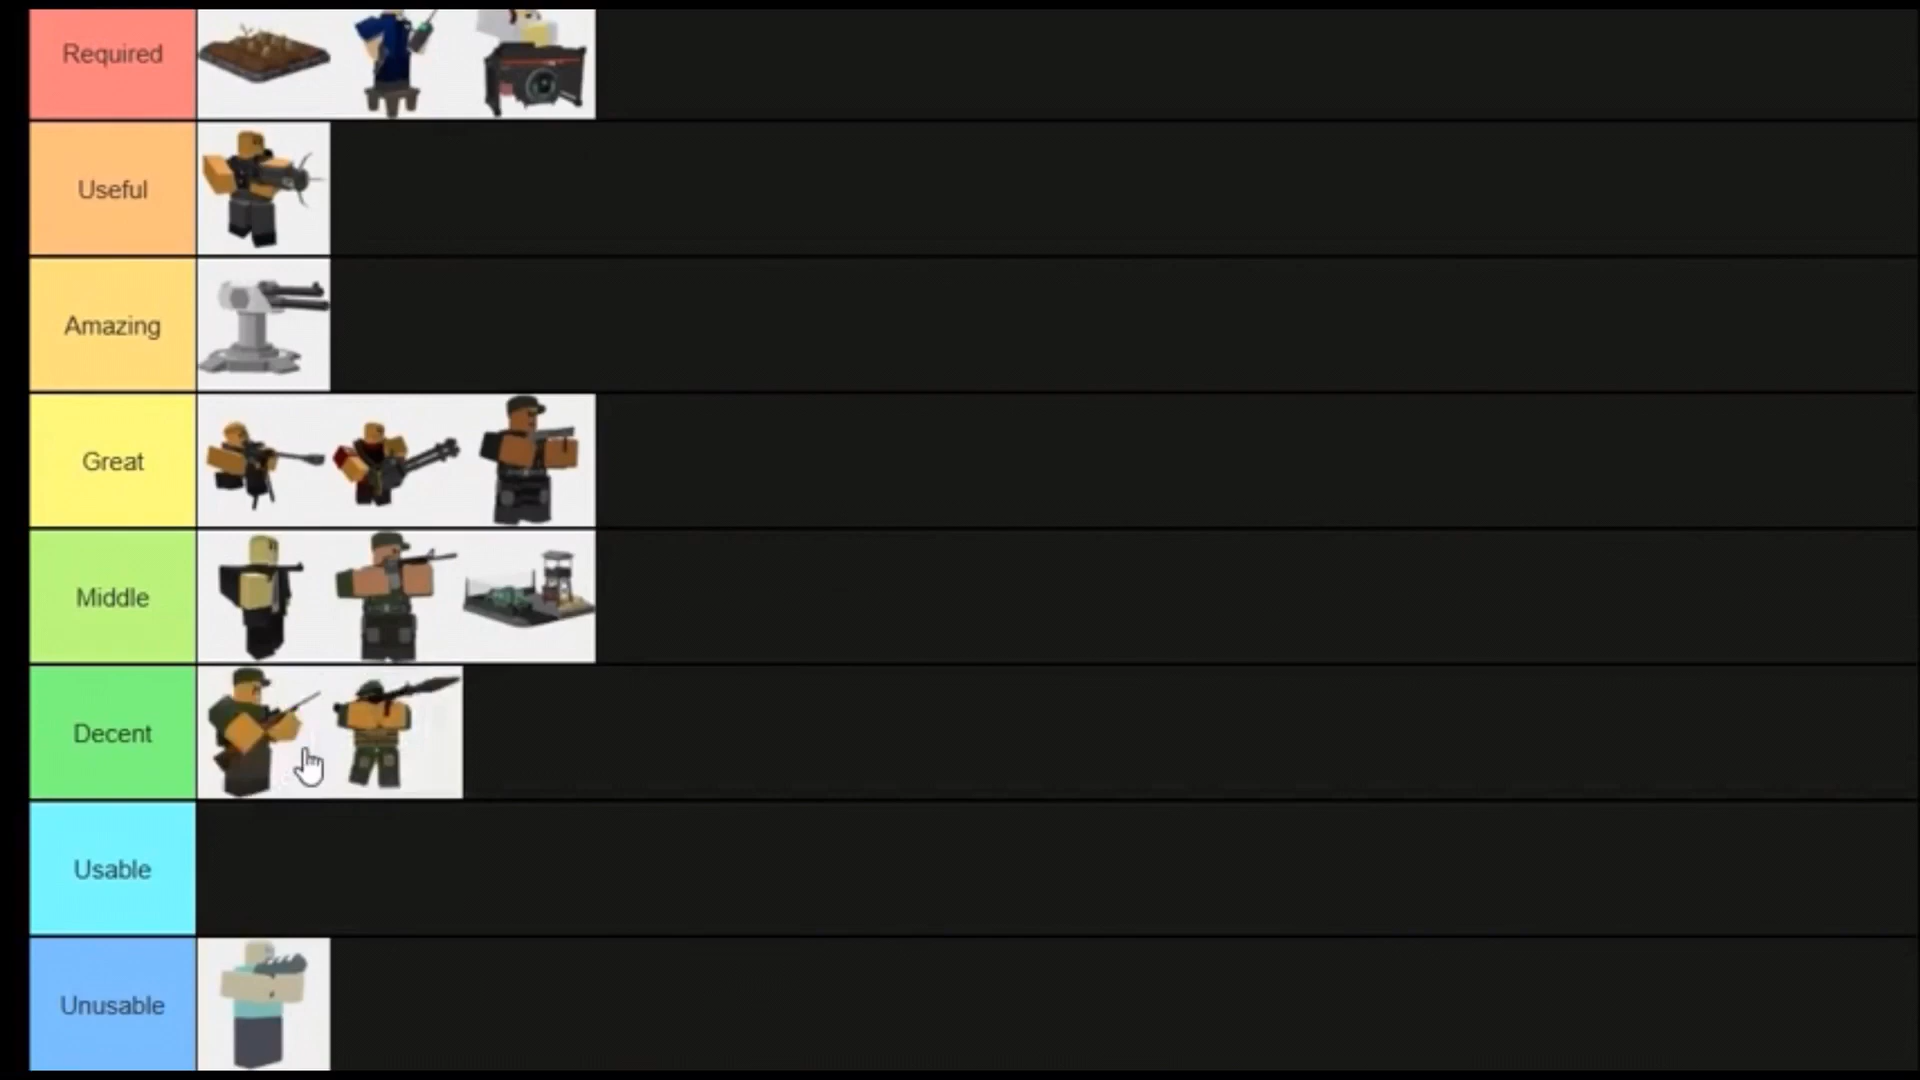 Required
Useful
Amazing
Great
Middle
Decent
Usable
Unusable